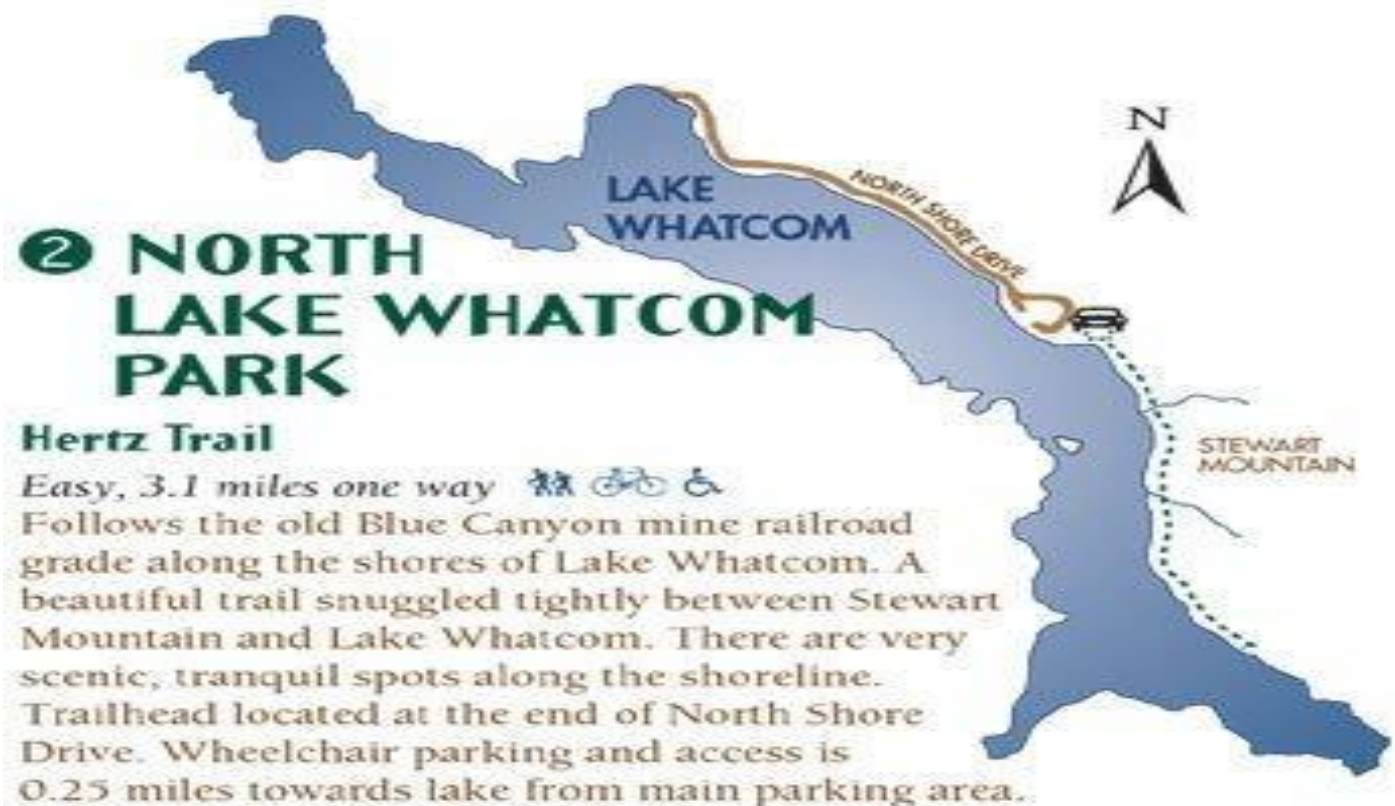 N
LAKE
WHATCOM
NORTH SHORE DRIVE
2 NORTH
LAKE WHATCOM
PARK
STEWART
MOUNTAIN
Hertz Trail
Easy, 3.1 miles one way
Follows the old Blue Canyon mine railroad
grade along the shores of Lake Whatcom. A
beautiful trail snuggled tightly between Stewart
Mountain and Lake Whatcom. There are very
scenic, tranquil spots along the shoreline.
Trailhead located at the end of North Shore
Drive. Wheelchair parking and access is
0.25 miles towards lake from main parking area.